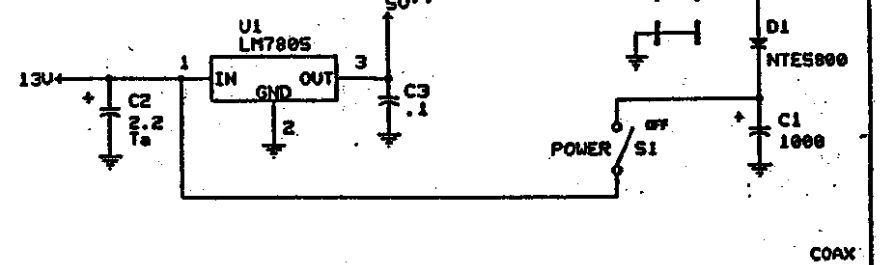 U1
LM7805
1
3
13V
IN
OUT
GND
+
C2
2.2
Ta
2
C3
.1
D1
NTE5800
OFF
POWER
S1
+
C1
1000
COAX